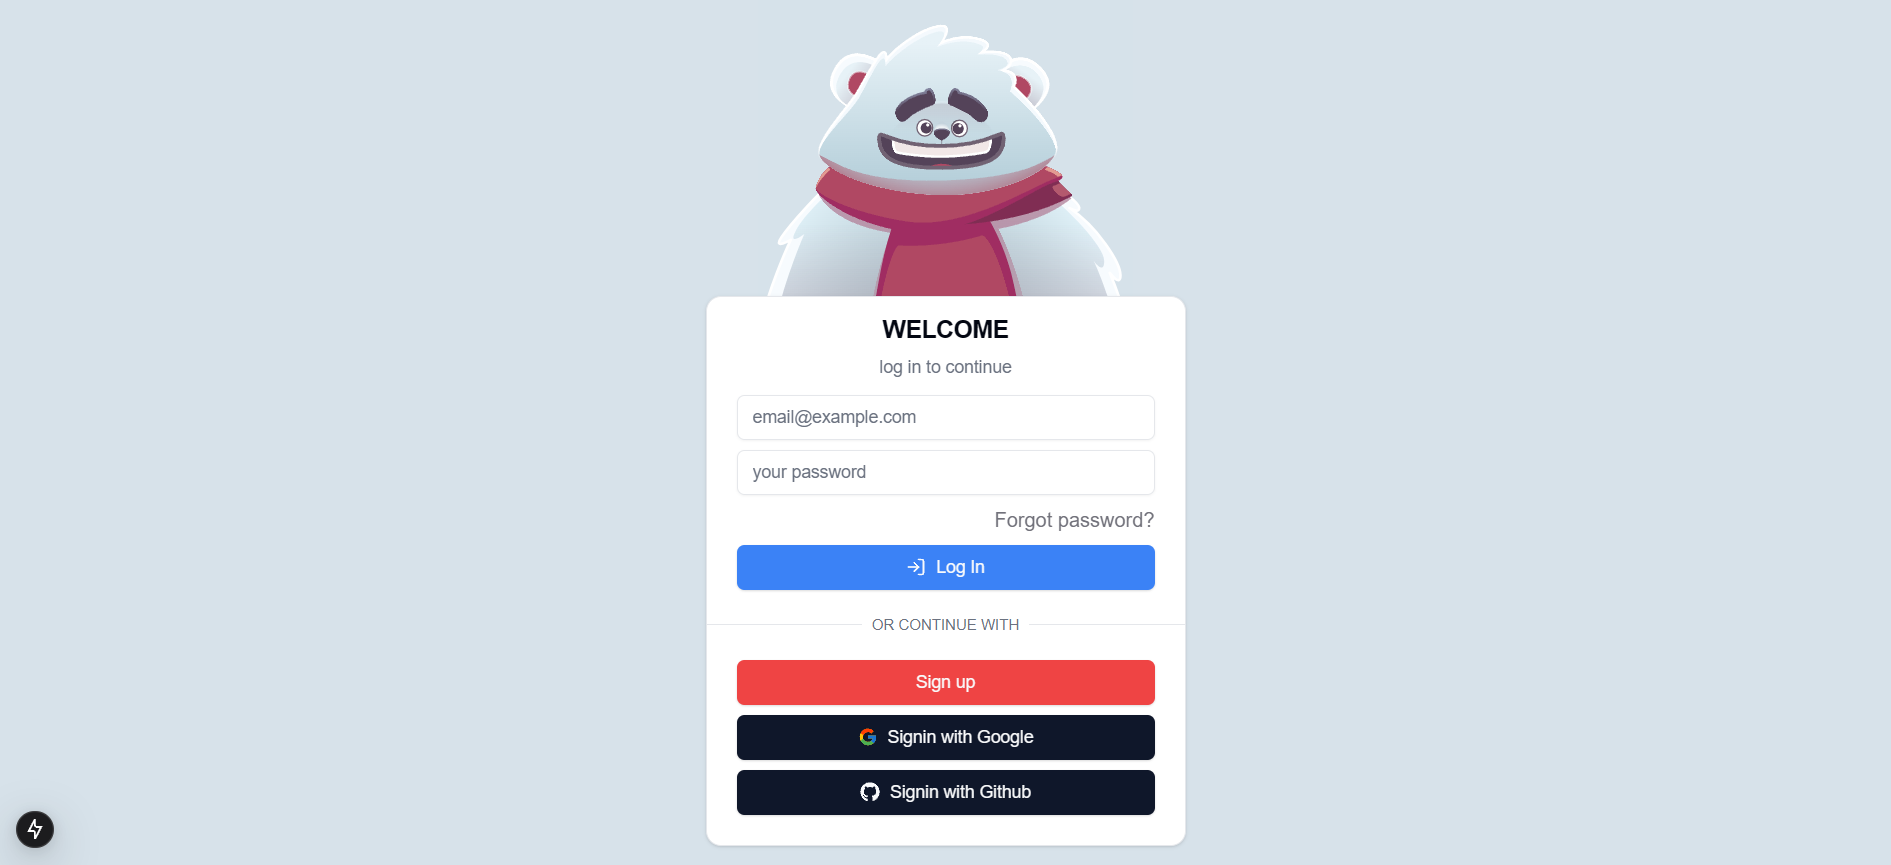 WELCOME
log in to continue
email@example.com
your password
Forgot password?
Log In
OR CONTINUE WITH
Sign up
Signin with Google
Signin with Github